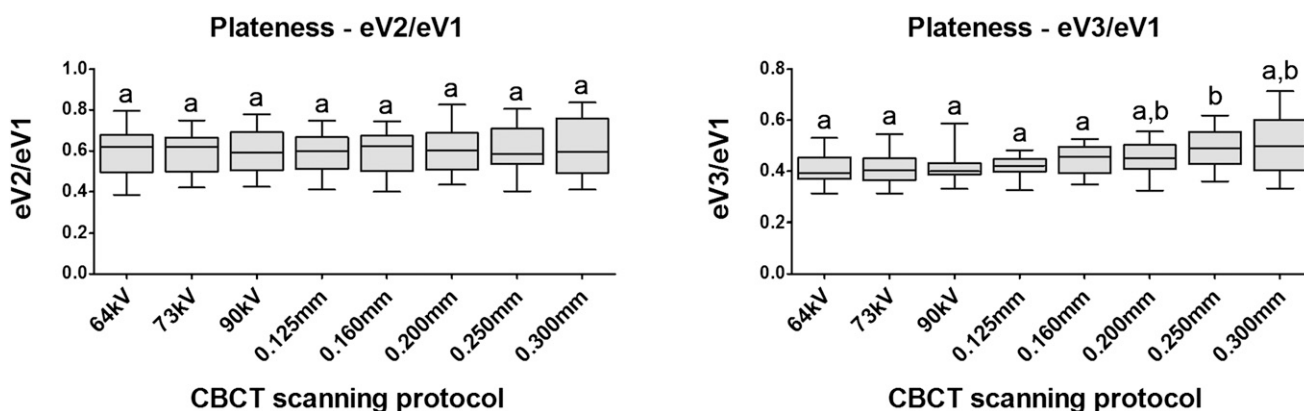 Plateness - eV2/eV1
eV2/eV1
1.0
0.8
0.6
0.4
0.2
0.0
a a a a a a a a
64kV 73kV 90kV 0.125mm 0.160mm 0.200mm 0.250mm 0.300mm
CBCT scanning protocol
Plateness - eV3/eV1
eV3/eV1
0.8
0.6
0.4
0.2
0.0
a a a a a a,b b a,b
64kV 73kV 90kV 0.125mm 0.160mm 0.200mm 0.250mm 0.300mm
CBCT scanning protocol